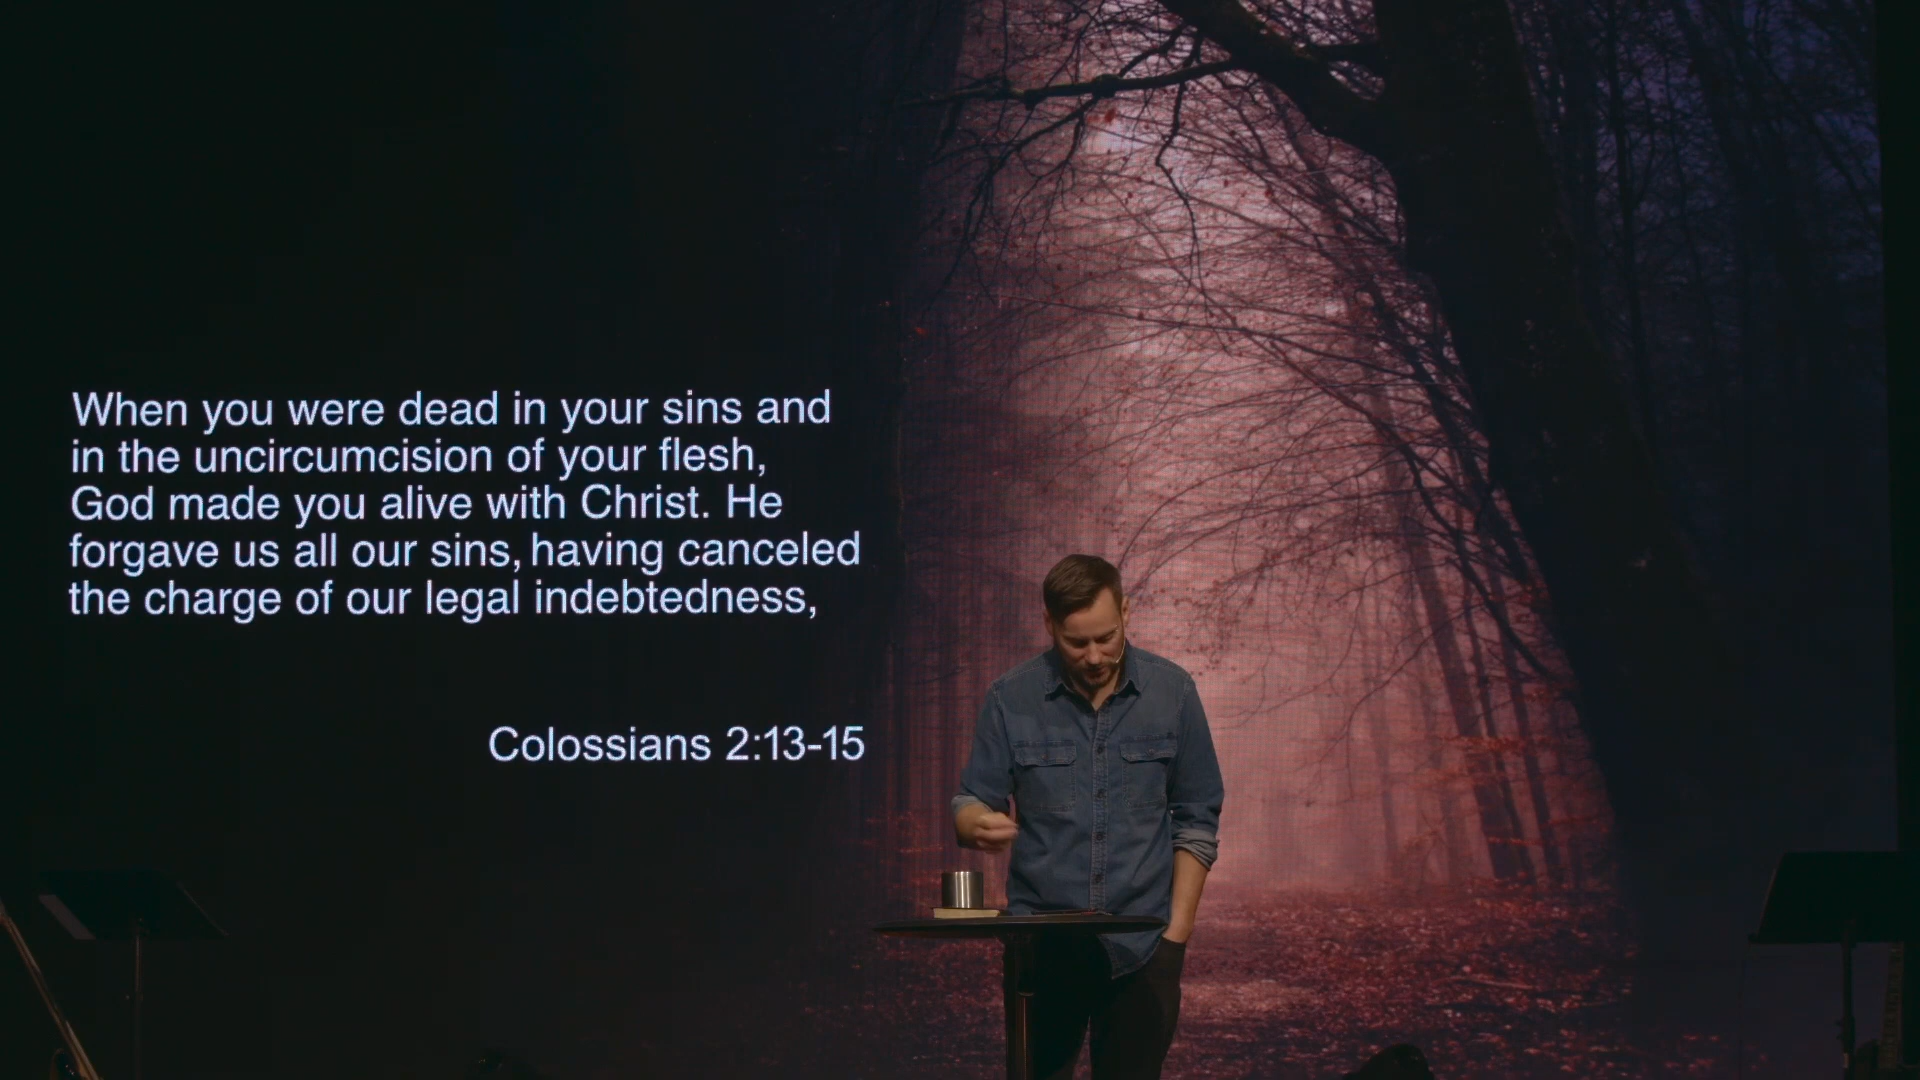 When you were dead in your sins and
in the uncircumcision of your flesh,
God made you alive with Christ. He
forgave us all our sins, having canceled
the charge of our legal indebtedness,
Colossians 2:13-15